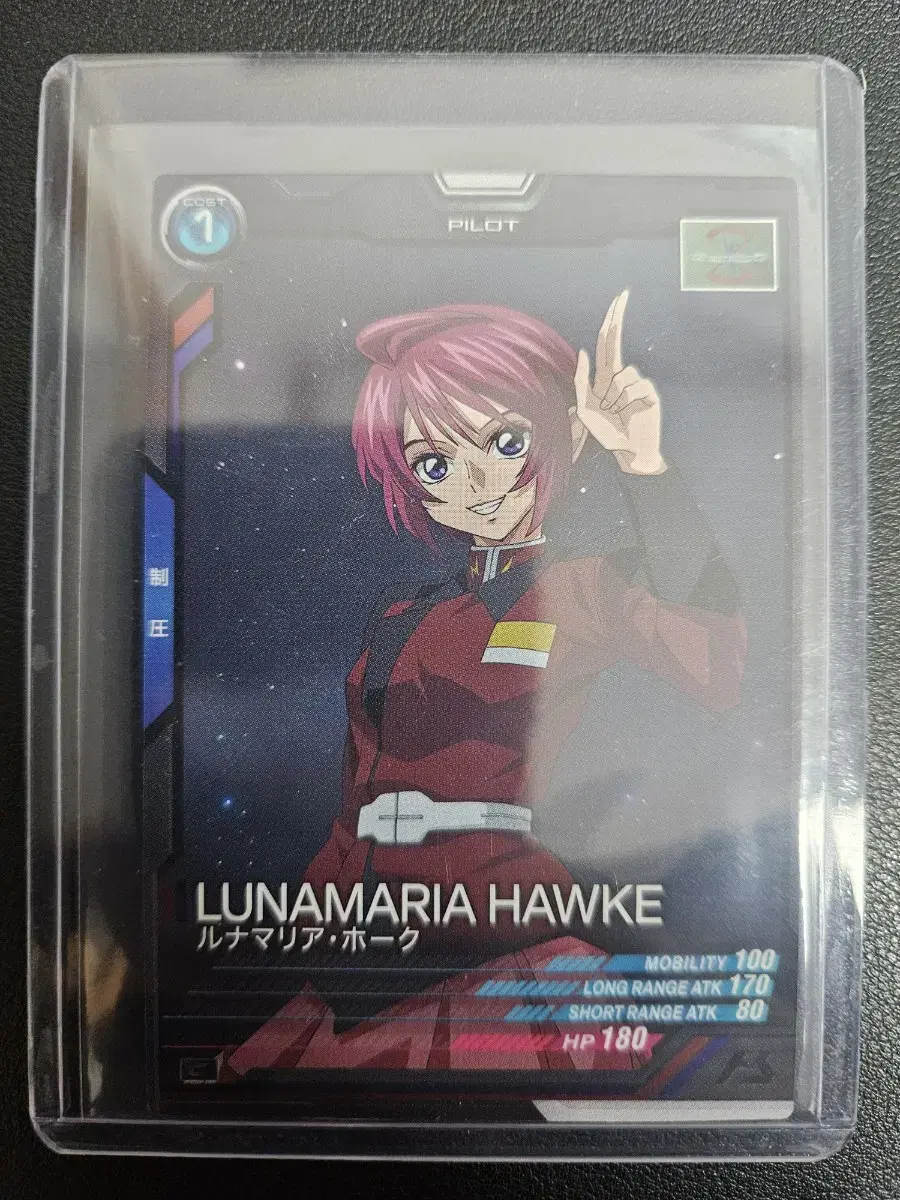 COST
1
PILOT
制圧
LUNAMARIA HAWKE
ルナマリア・ホーク
MOBILITY 100
LONG RANGE ATK 170
SHORT RANGE ATK 80
HP 180
C